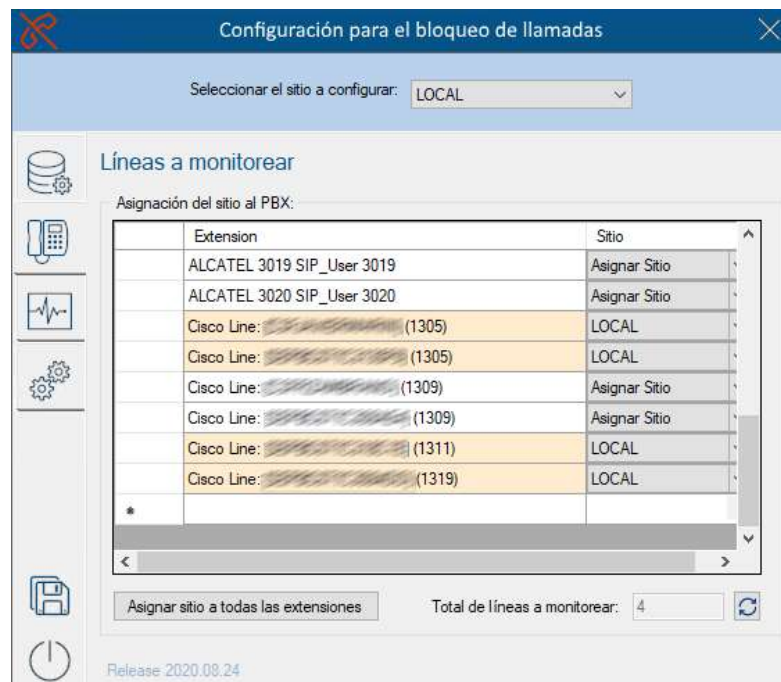 Configuración para el bloqueo de llamadas
Seleccionar el sitio a configurar: LOCAL
Líneas a monitorear
Asignación del sitio al PBX:
Extension Sitio
ALCATEL 3019 SIP_User 3019 Asignar Sitio
ALCATEL 3020 SIP_User 3020 Asignar Sitio
Cisco Line: (1305) LOCAL
Cisco Line: (1305) LOCAL
Cisco Line: (1309) Asignar Sitio
Cisco Line: (1309) Asignar Sitio
Cisco Line: (1311) LOCAL
Cisco Line: (1319) LOCAL
*
Asignar sitio a todas las extensiones Total de líneas a monitorear: 4
Release 2020.08.24